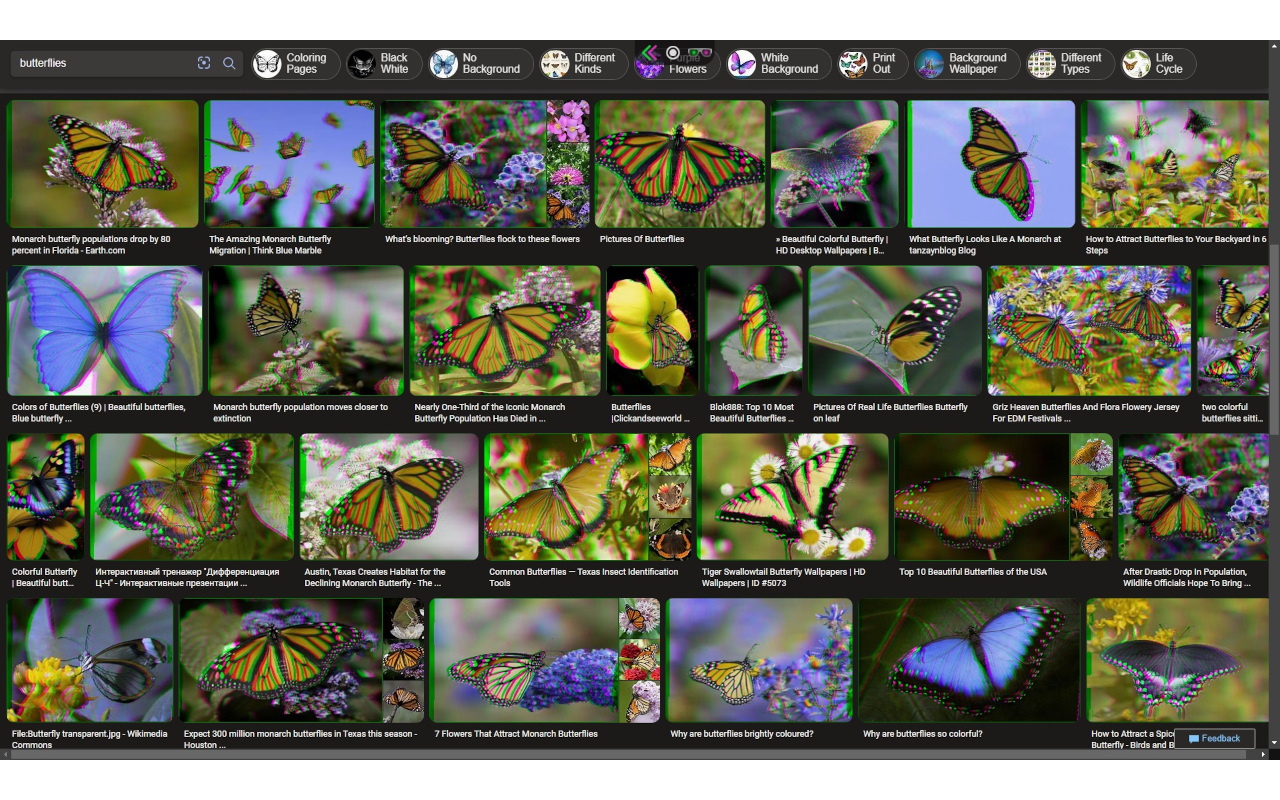 butterflies
Coloring
Pages
Black
White
No
Background
Different
Kinds
Purple
Flowers
White
Background
Print
Out
Background
Wallpaper
Different
Types
Life
Cycle
Monarch butterfly populations drop by 80
percent in Florida - Earth.com
The Amazing Monarch Butterfly
Migration | Think Blue Marble
What's blooming? Butterflies flock to these flowers
Pictures Of Butterflies
» Beautiful Colorful Butterfly |
HD Desktop Wallpapers | B...
What Butterfly Looks Like A Monarch at
tanzaynblog Blog
How to Attract Butterflies to Your Backyard in 6
Steps
Colors of Butterflies (9) | Beautiful butterflies,
Blue butterfly ...
Monarch butterfly population moves closer to
extinction
Nearly One-Third of the Iconic Monarch
Butterfly Population Has Died in ...
Butterflies
|Clickandseeworld ...
Blok888: Top 10 Most
Beautiful Butterflies ...
Pictures Of Real Life Butterflies Butterfly
on leaf
Griz Heaven Butterflies And Flora Flowery Jersey
For EDM Festivals ...
two colorful
butterflies sitti...
Colorful Butterfly
| Beautiful butt...
Интерактивный тренажер "Дифференциация
Ц-Ч" - Интерактивные презентации ...
Austin, Texas Creates Habitat for the
Declining Monarch Butterfly - The ...
Common Butterflies — Texas Insect Identification
Tools
Tiger Swallowtail Butterfly Wallpapers | HD
Wallpapers | ID #5073
Top 10 Beautiful Butterflies of the USA
After Drastic Drop In Population,
Wildlife Officials Hope To Bring ...
File:Butterfly transparent.jpg - Wikimedia
Commons
Expect 300 million monarch butterflies in Texas this season -
Houston ...
7 Flowers That Attract Monarch Butterflies
Why are butterflies brightly coloured?
Why are butterflies so colorful?
How to Attract a
Butterfly - Birds and
Feedback